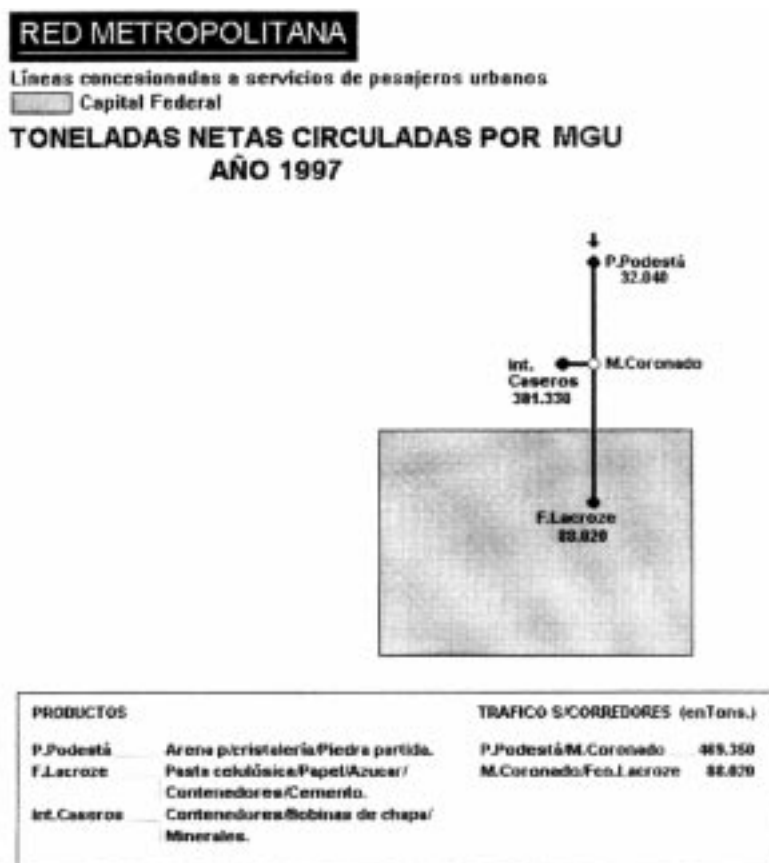 RED METROPOLITANA
Líneas concesionadas a servicios de pasajeros urbanos
Capital Federal
TONELADAS NETAS CIRCULADAS POR MGU
AÑO 1997
P.Podestá
32.040
Int.
Caseros
381.330
M.Coronado
F.Lacroze
88.020
PRODUCTOS
P.Podestá Arena p/cristalería/Piedra partida.
F.Lacroze Pasta celulósica/Papel/Azucar/
Contenedores/Cemento.
Int.Caseros Contenedores/Bobinas de chapa/
Minerales.
TRAFICO S/CORREDORES (enTons.)
P.Podestá/M.Coronado 469.350
M.Coronado/Fco.Lacroze 88.020